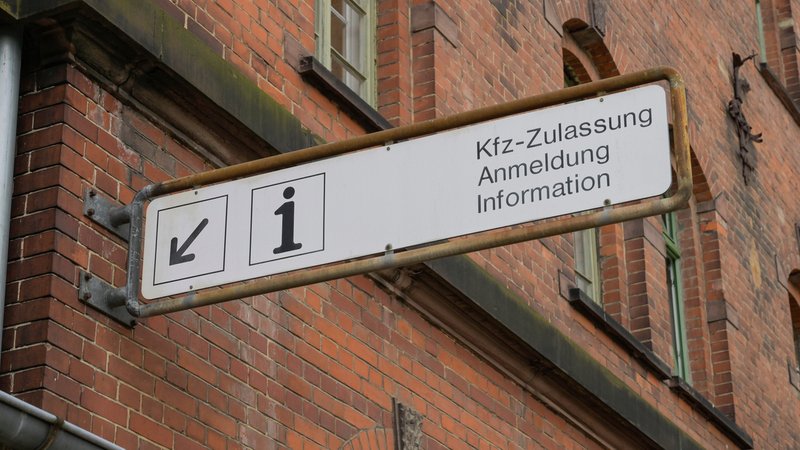 Kfz-Zulassung
Anmeldung
Information
i